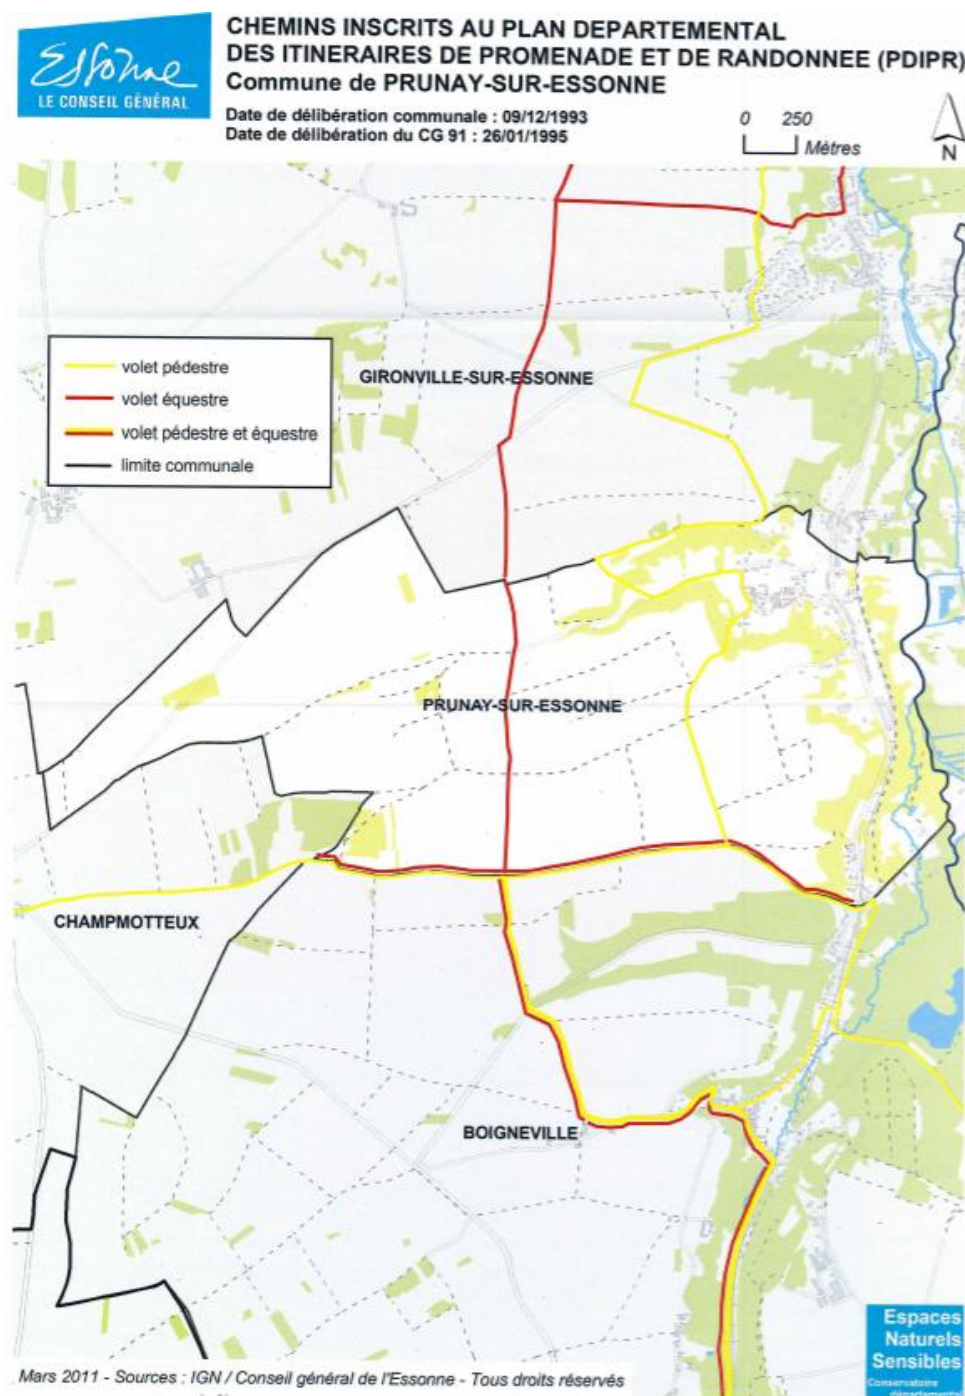 Essonne
LE CONSEIL GÉNÉRAL
CHEMINS INSCRITS AU PLAN DEPARTEMENTAL
DES ITINERAIRES DE PROMENADE ET DE RANDONNEE (PDIPR)
Commune de PRUNAY-SUR-ESSONNE
Date de délibération communale : 09/12/1993
Date de délibération du CG 91 : 26/01/1995
0 250
Mètres
N
volet pédestre
volet équestre
volet pédestre et équestre
limite communale
GIRONVILLE-SUR-ESSONNE
PRUNAY-SUR-ESSONNE
CHAMPMOTTEUX
BOIGNEVILLE
Espaces
Naturels
Sensibles
Conservatoire
départemental
Mars 2011 - Sources : IGN / Conseil général de l'Essonne - Tous droits réservés